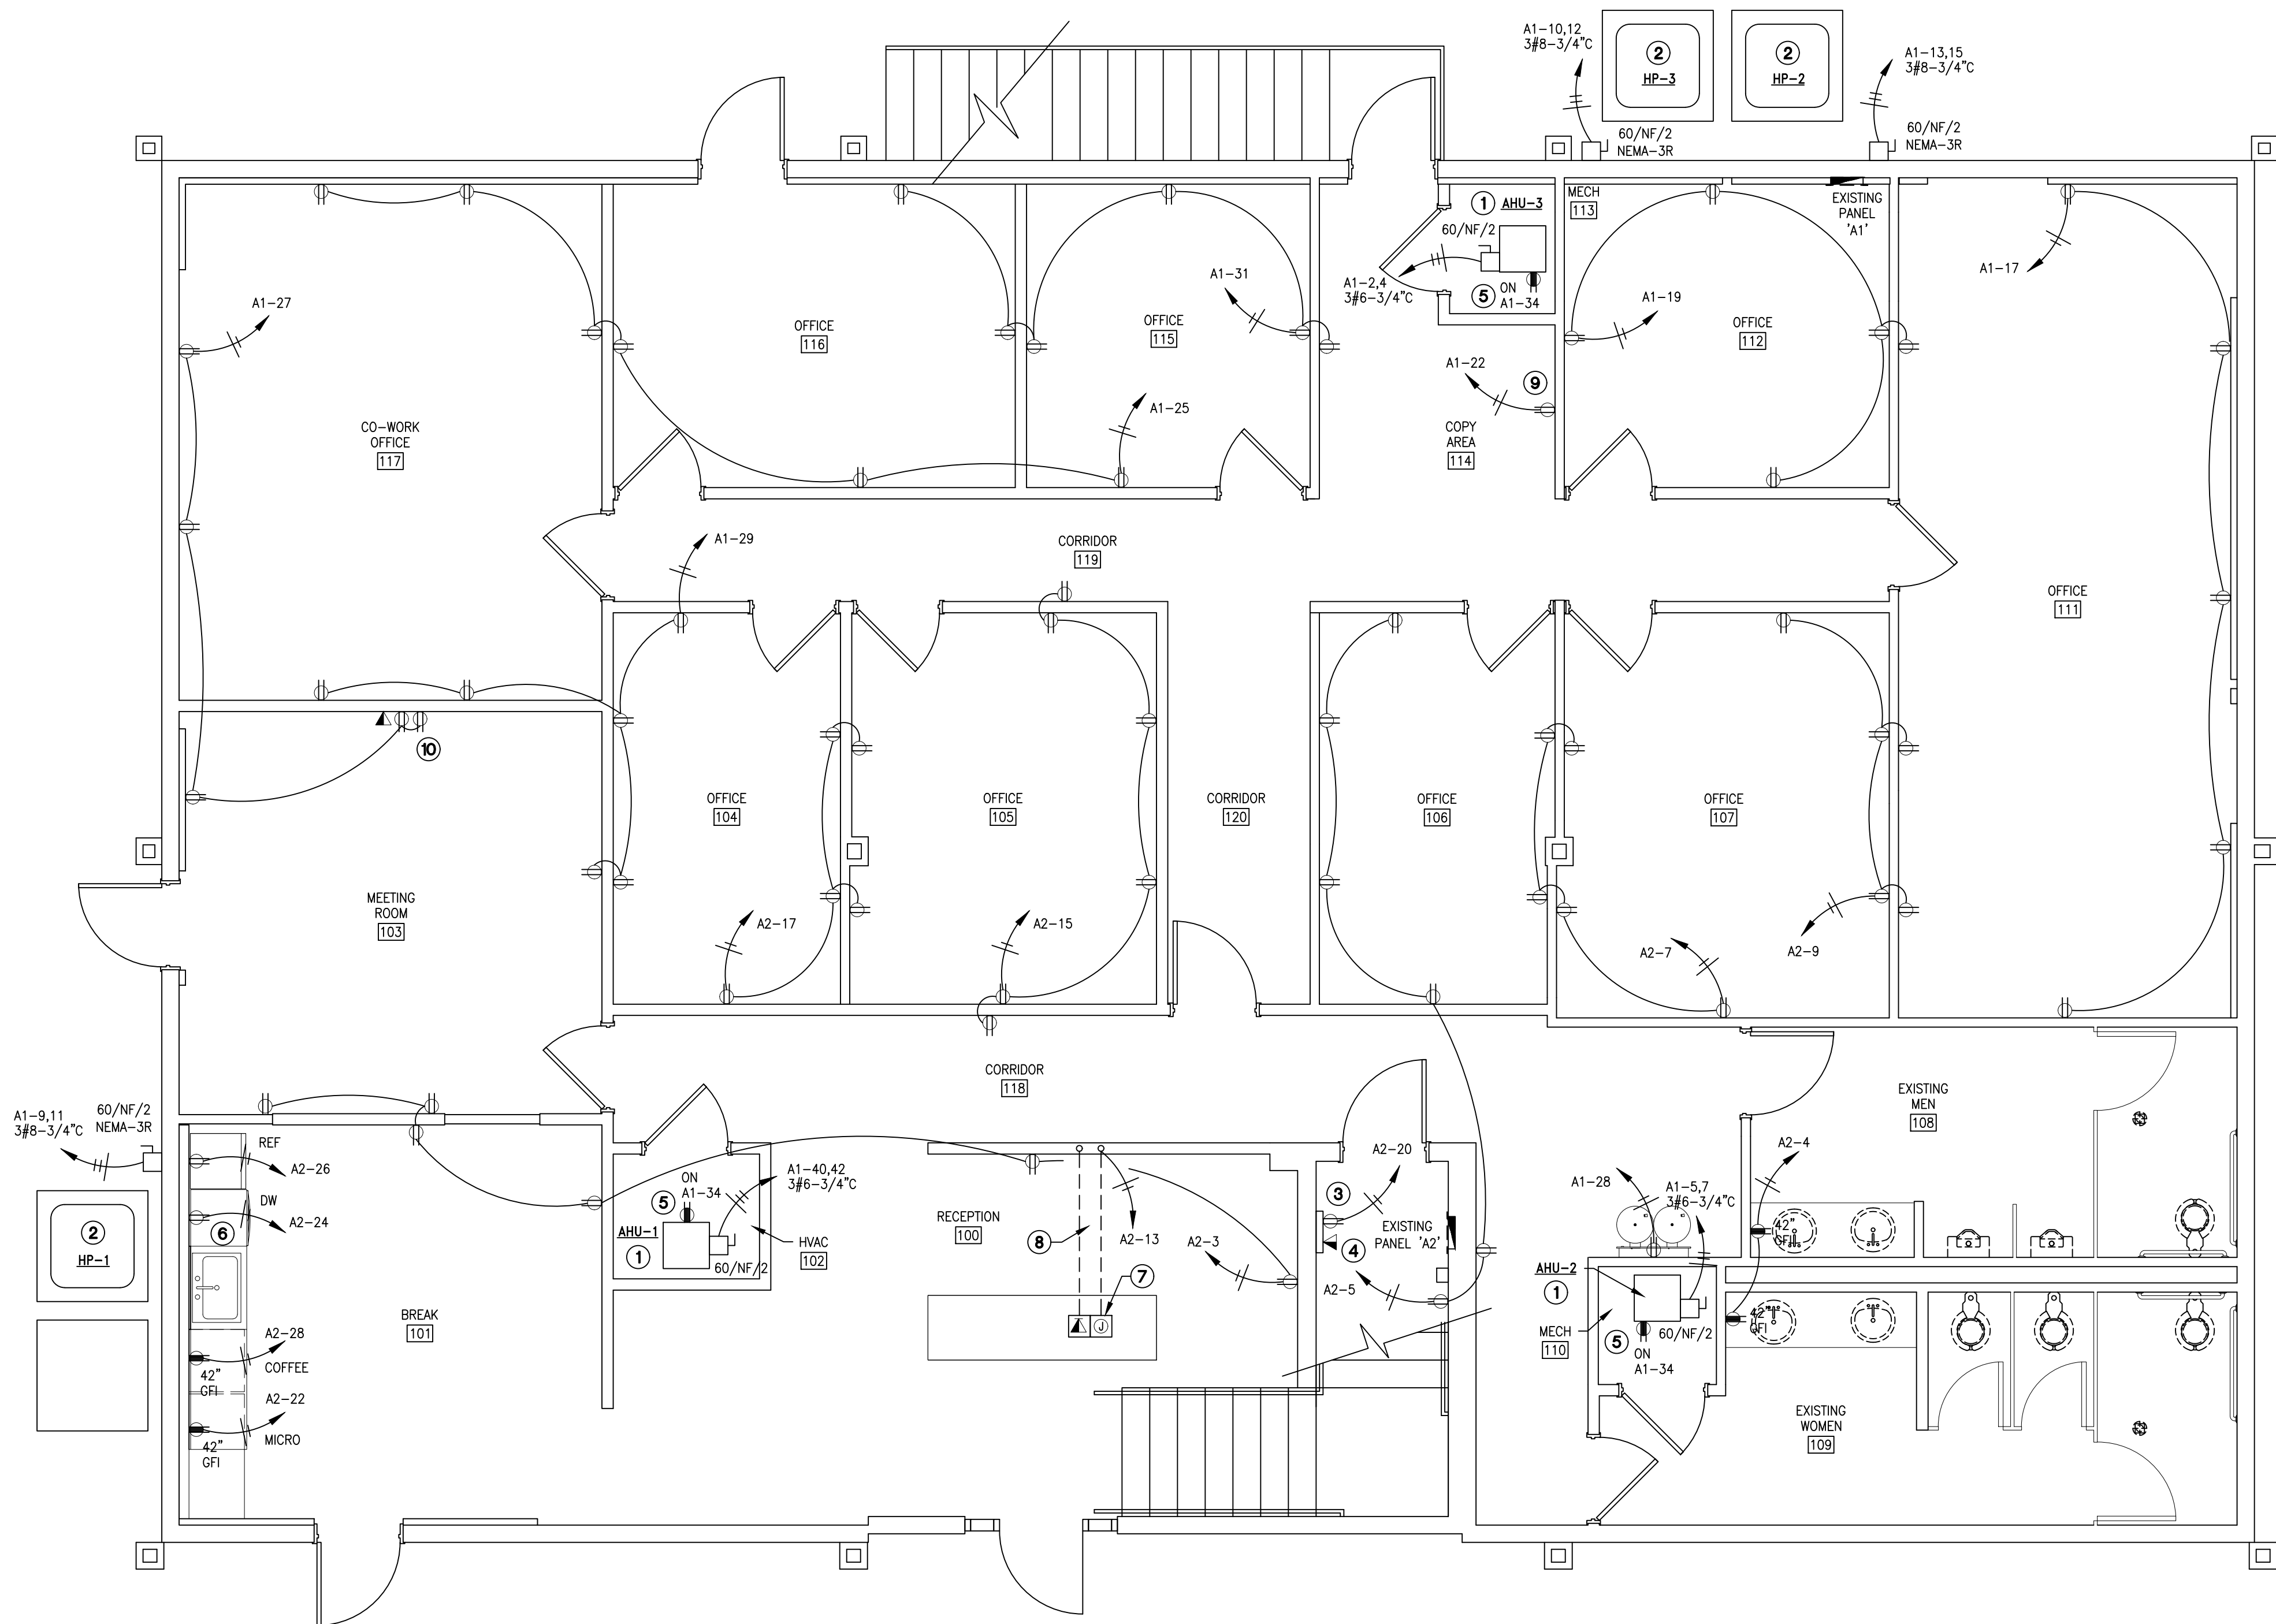 A1-10,12
3#8-3/4"C
2
HP-3
2
HP-2
A1-13,15
3#8-3/4"C
60/NF/2
NEMA-3R
60/NF/2
NEMA-3R
1 AHU-3
60/NF/2
A1-2,4
3#6-3/4"C
5 ON
A1-34
MECH
113
EXISTING
PANEL
'A1'
A1-27
A1-31
A1-19
A1-17
OFFICE
116
OFFICE
115
OFFICE
112
A1-22
9
A1-25
CO-WORK
OFFICE
117
COPY
AREA
114
A1-29
CORRIDOR
119
OFFICE
111
10
OFFICE
104
OFFICE
105
CORRIDOR
120
OFFICE
106
OFFICE
107
MEETING
ROOM
103
A2-17
A2-15
A2-7
A2-9
CORRIDOR
118
EXISTING
MEN
108
A1-9,11
3#8-3/4"C
60/NF/2
NEMA-3R
2
HP-1
REF
A2-26
DW
A2-24
6
A2-28
COFFEE
42"
GFI
A2-22
MICRO
42"
GFI
BREAK
101
ON
A1-34
5
A1-40,42
3#6-3/4"C
AHU-1
1
60/NF/2
HVAC
102
RECEPTION
100
8
A2-13
7
J
A2-3
A2-20
3
4
EXISTING
PANEL 'A2'
A2-5
A1-28
A1-5,7
3#6-3/4"C
A2-4
42"
GFI
AHU-2
1
MECH
110
5
60/NF/2
ON
A1-34
42"
GFI
EXISTING
WOMEN
109